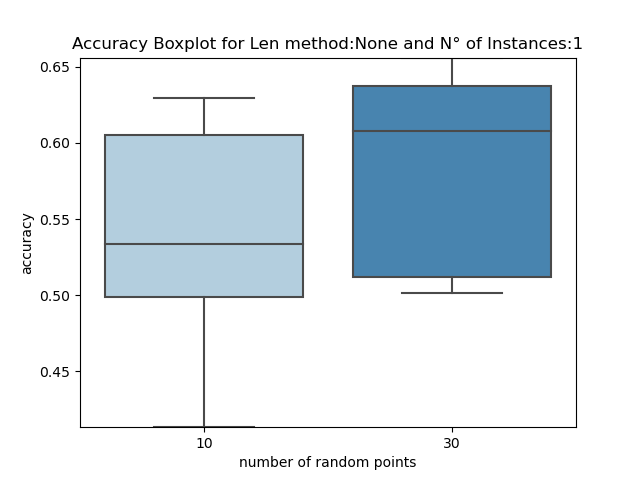 Accuracy Boxplot for Len method:None and N° of Instances:1
0.65
0.60
0.55
0.50
0.45
accuracy
10
30
number of random points